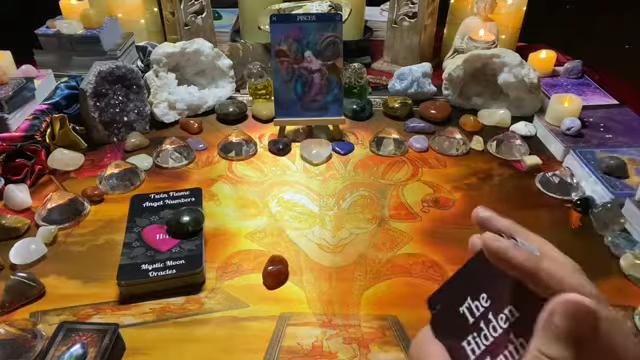 PISCES
Twin Flame
Angel Numbers
Mystic Moon
Oracles
The
Hidden